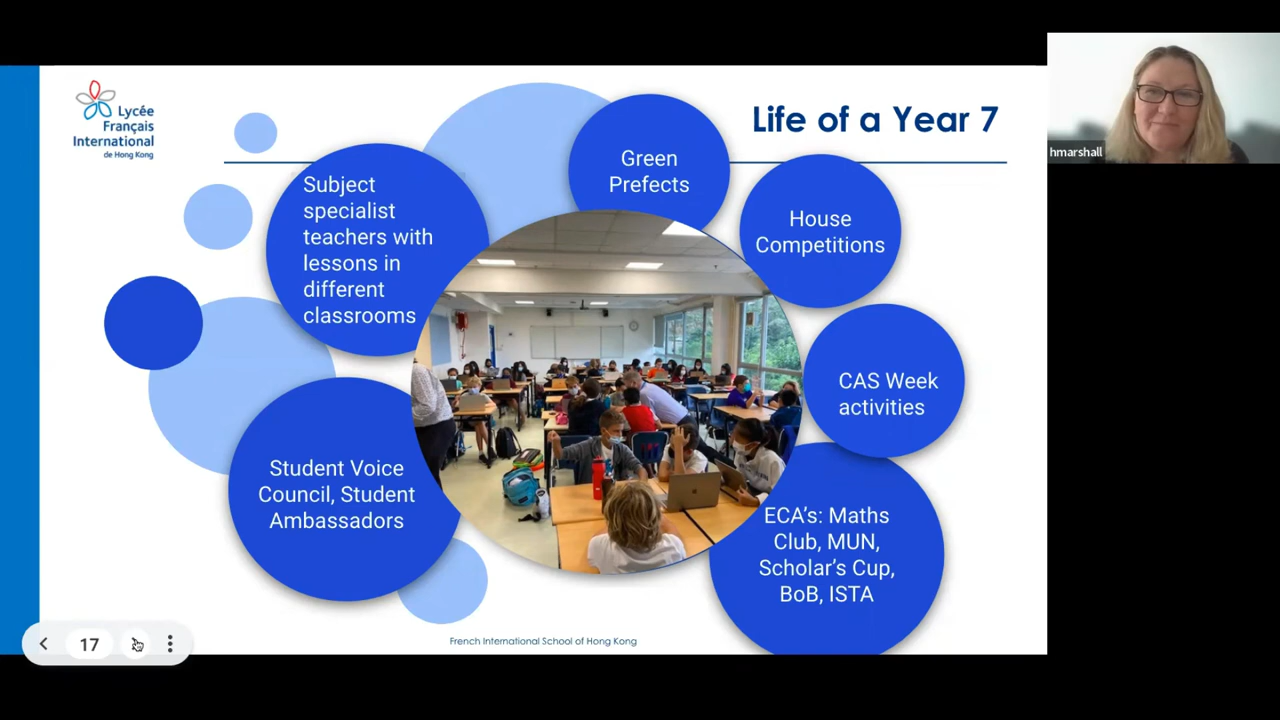 Lycée
Français
International
de Hong Kong
Life of a Year 7
Subject
specialist
teachers with
lessons in
different
classrooms
Green
Prefects
House
Competitions
CAS Week
activities
ECA's: Maths
Club, MUN,
Scholar's Cup,
BoB, ISTA
Student Voice
Council, Student
Ambassadors
French International School of Hong Kong
17
hmarshall